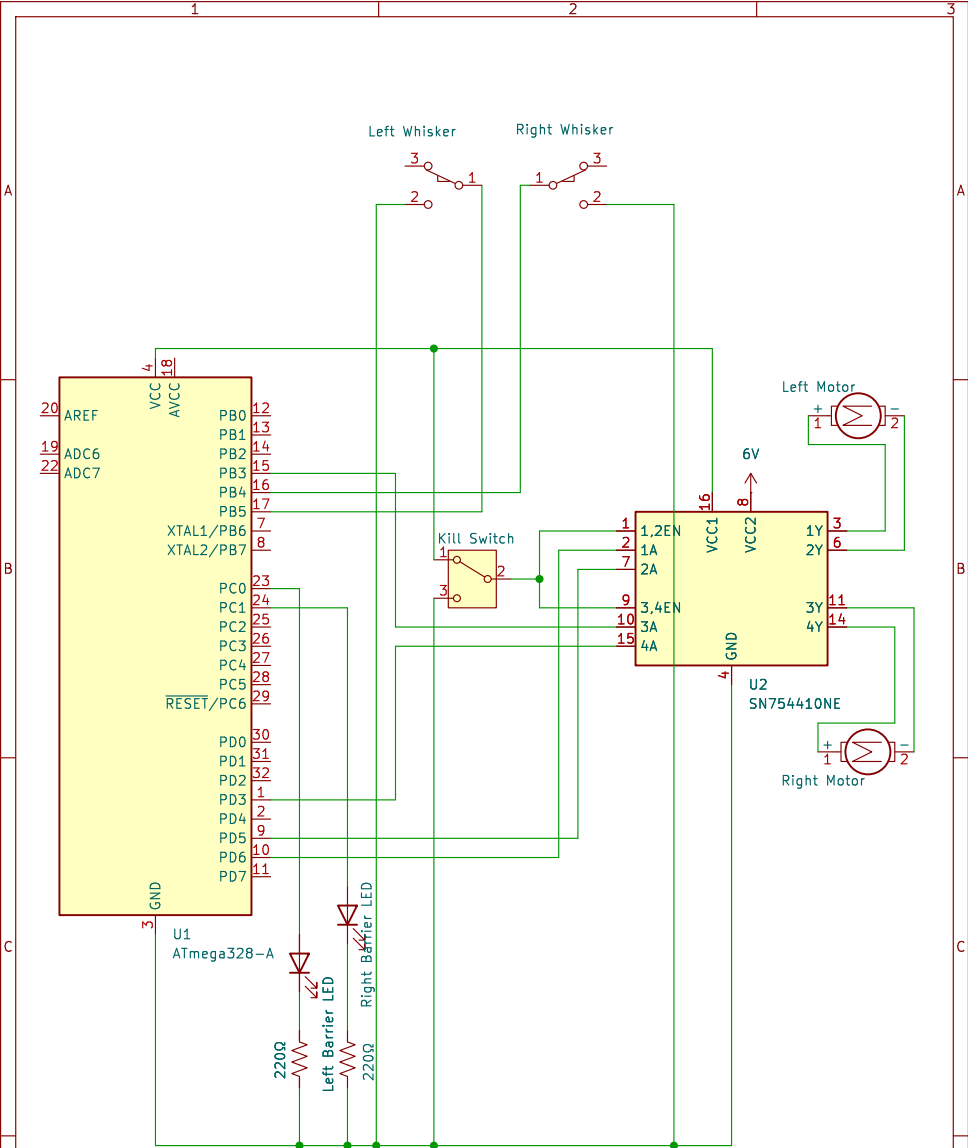 1 2 3
Left Whisker
Right Whisker
3
1
2
1
3
2
A
A
4
18
VCC
AVCC
20 AREF
19 ADC6
22 ADC7
PB0 12
PB1 13
PB2 14
PB3 15
PB4 16
PB5 17
XTAL1/PB6 7
XTAL2/PB7 8
PC0 23
PC1 24
PC2 25
PC3 26
PC4 27
PC5 28
RESET/PC6 29
PD0 30
PD1 31
PD2 32
PD3 1
PD4 2
PD5 9
PD6 10
PD7 11
GND
3
U1
ATmega328-A
B
B
Kill Switch
1
2
3
6V
16
8
VCC1
VCC2
1 1,2EN
2 1A
7 2A
9 3,4EN
10 3A
15 4A
1Y 3
2Y 6
3Y 11
4Y 14
GND
4
U2
SN754410NE
Left Motor
+ −
1 2
+ −
1 2
Right Motor
C
C
Right Barrier LED
Left Barrier LED
220Ω
220Ω